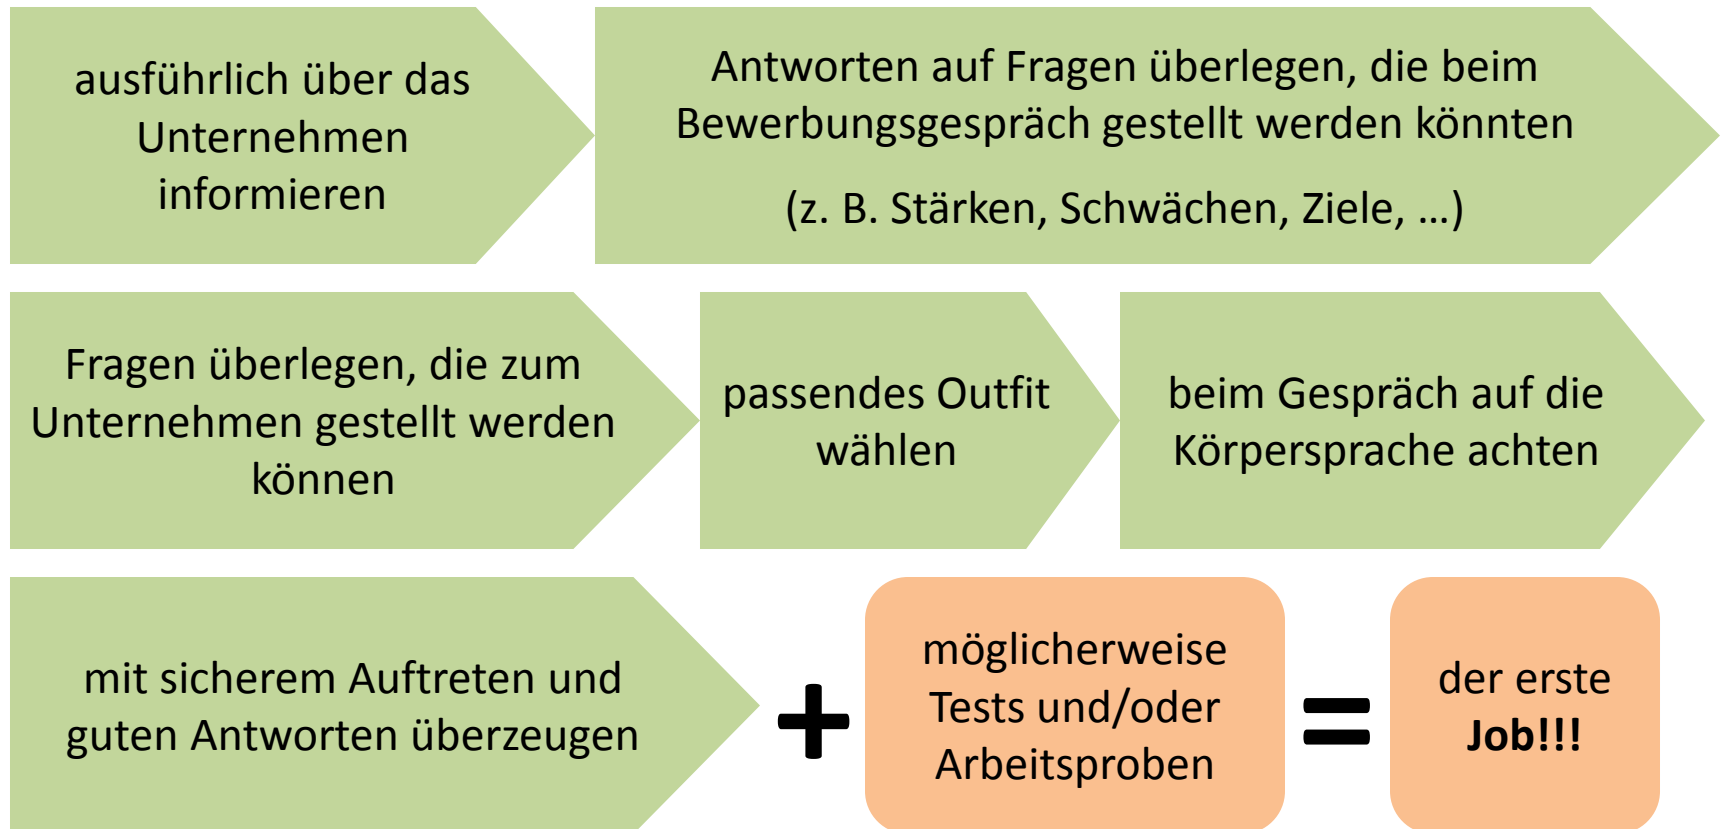 ausführlich über das
Unternehmen
informieren
Antworten auf Fragen überlegen, die beim
Bewerbungsgespräch gestellt werden könnten
(z. B. Stärken, Schwächen, Ziele, …)
Fragen überlegen, die zum
Unternehmen gestellt werden
können
passendes Outfit
wählen
beim Gespräch auf die
Körpersprache achten
mit sicherem Auftreten und
guten Antworten überzeugen
+
möglicherweise
Tests und/oder
Arbeitsproben
=
der erste
Job!!!